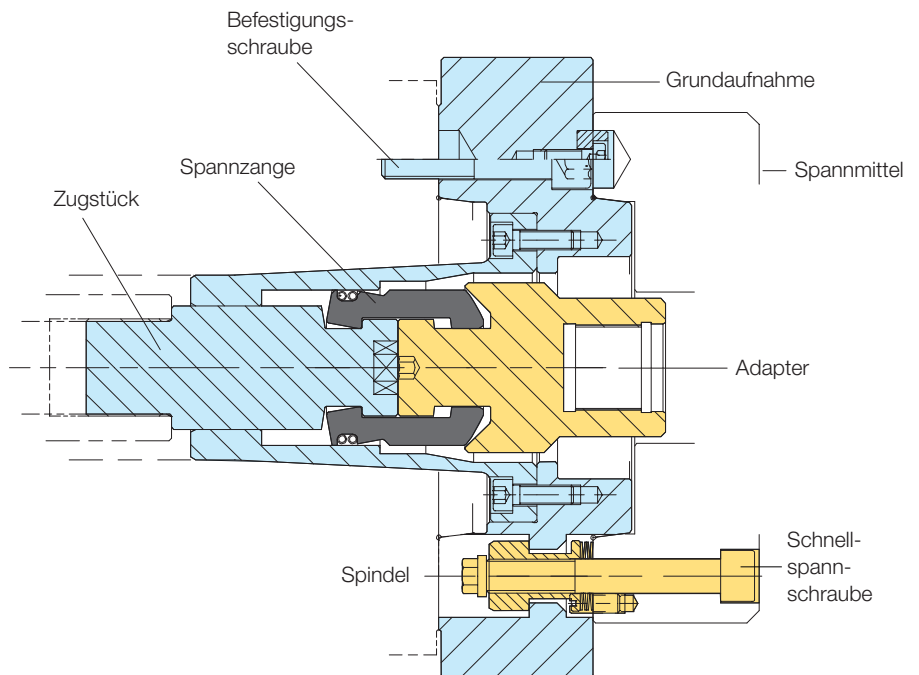 Befestigungs-
schraube
Grundaufnahme
Spannzange
Spannmittel
Zugstück
Adapter
Spindel
Schnell-
spann-
schraube